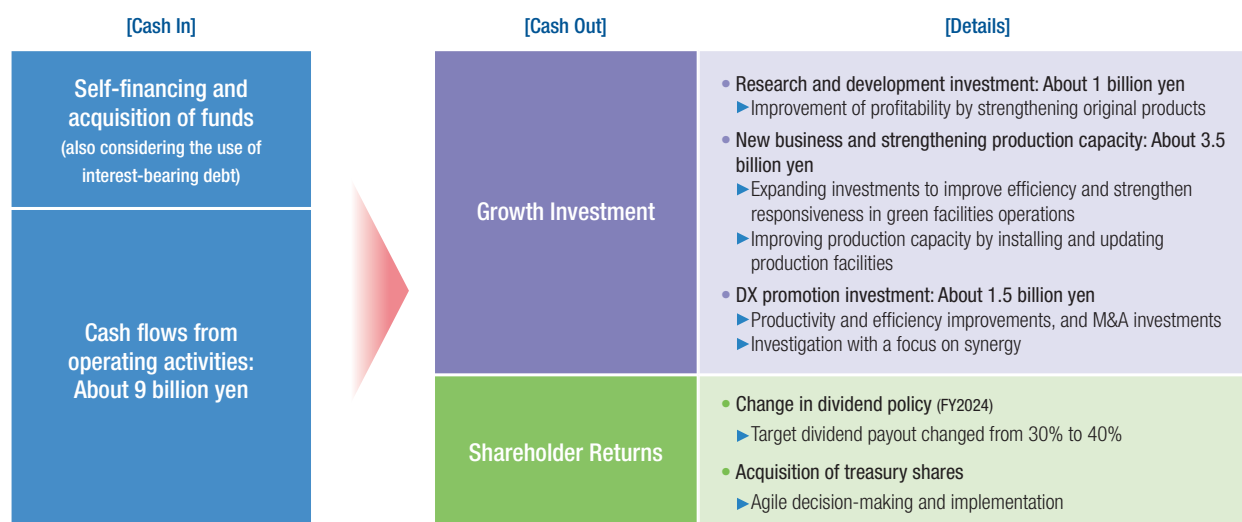 [Cash In]
Self-financing and
acquisition of funds
(also considering the use of
interest-bearing debt)
Cash flows from
operating activities:
About 9 billion yen
[Cash Out]
Growth Investment
Shareholder Returns
[Details]
• Research and development investment: About 1 billion yen
▶Improvement of profitability by strengthening original products
• New business and strengthening production capacity: About 3.5
billion yen
▶Expanding investments to improve efficiency and strengthen
responsiveness in green facilities operations
▶Improving production capacity by installing and updating
production facilities
• DX promotion investment: About 1.5 billion yen
▶Productivity and efficiency improvements, and M&A investments
▶Investigation with a focus on synergy
• Change in dividend policy (FY2024)
▶Target dividend payout changed from 30% to 40%
• Acquisition of treasury shares
▶Agile decision-making and implementation